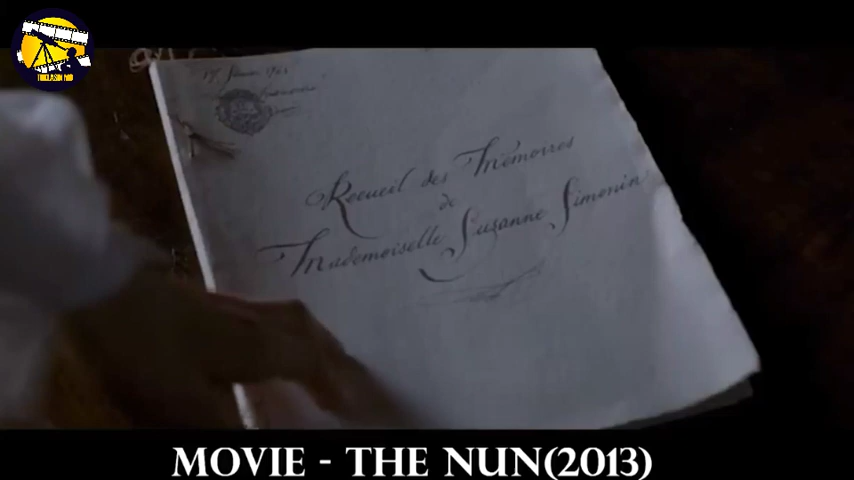 Recueil des Mémoires
de
Mademoiselle Suzanne Simonin
MOVIE - THE NUN(2013)